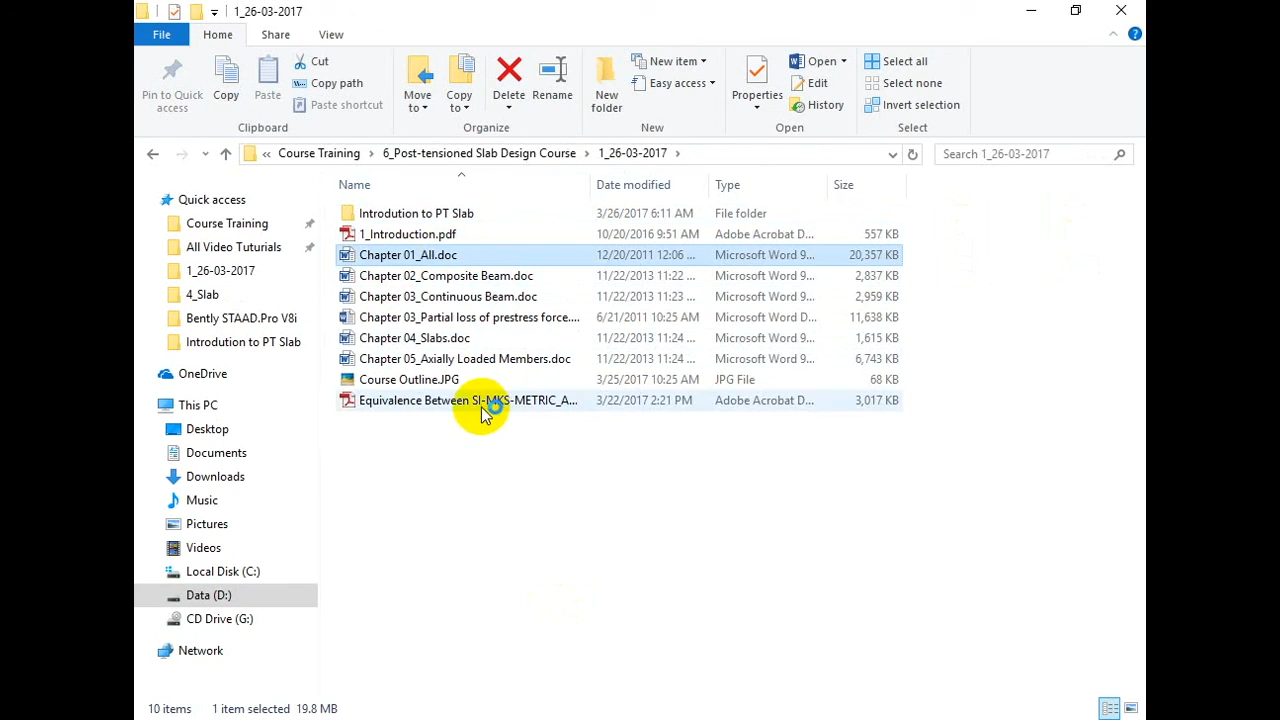 1_26-03-2017
File Home Share View
Pin to Quick access
Copy
Paste
Cut
Copy path
Paste shortcut
Clipboard
Move to
Copy to
Delete
Rename
Organize
New folder
New item
Easy access
New
Properties
Open
Edit
History
Open
Select all
Select none
Invert selection
Select
« Course Training > 6_Post-tensioned Slab Design Course > 1_26-03-2017 >
Search 1_26-03-2017
Quick access
Course Training
All Video Tuturials
1_26-03-2017
4_Slab
Bently STAAD.Pro V8i
Introdution to PT Slab
OneDrive
This PC
Desktop
Documents
Downloads
Music
Pictures
Videos
Local Disk (C:)
Data (D:)
CD Drive (G:)
Network
Name Date modified Type Size
Introdution to PT Slab 3/26/2017 6:11 AM File folder
1_Introduction.pdf 10/20/2016 9:51 AM Adobe Acrobat D... 557 KB
Chapter 01_All.doc 12/20/2011 12:06 ... Microsoft Word 9... 20,357 KB
Chapter 02_Composite Beam.doc 11/22/2013 11:22 ... Microsoft Word 9... 2,837 KB
Chapter 03_Continuous Beam.doc 11/22/2013 11:23 ... Microsoft Word 9... 2,959 KB
Chapter 03_Partial loss of prestress force.... 6/21/2011 10:25 AM Microsoft Word D... 11,638 KB
Chapter 04_Slabs.doc 11/22/2013 11:24 ... Microsoft Word 9... 1,615 KB
Chapter 05_Axially Loaded Members.doc 11/22/2013 11:24 ... Microsoft Word 9... 6,743 KB
Course Outline.JPG 3/25/2017 10:25 AM JPG File 68 KB
Equivalence Between SI-MKS-METRIC_A... 3/22/2017 2:21 PM Adobe Acrobat D... 3,017 KB
10 items 1 item selected 19.8 MB